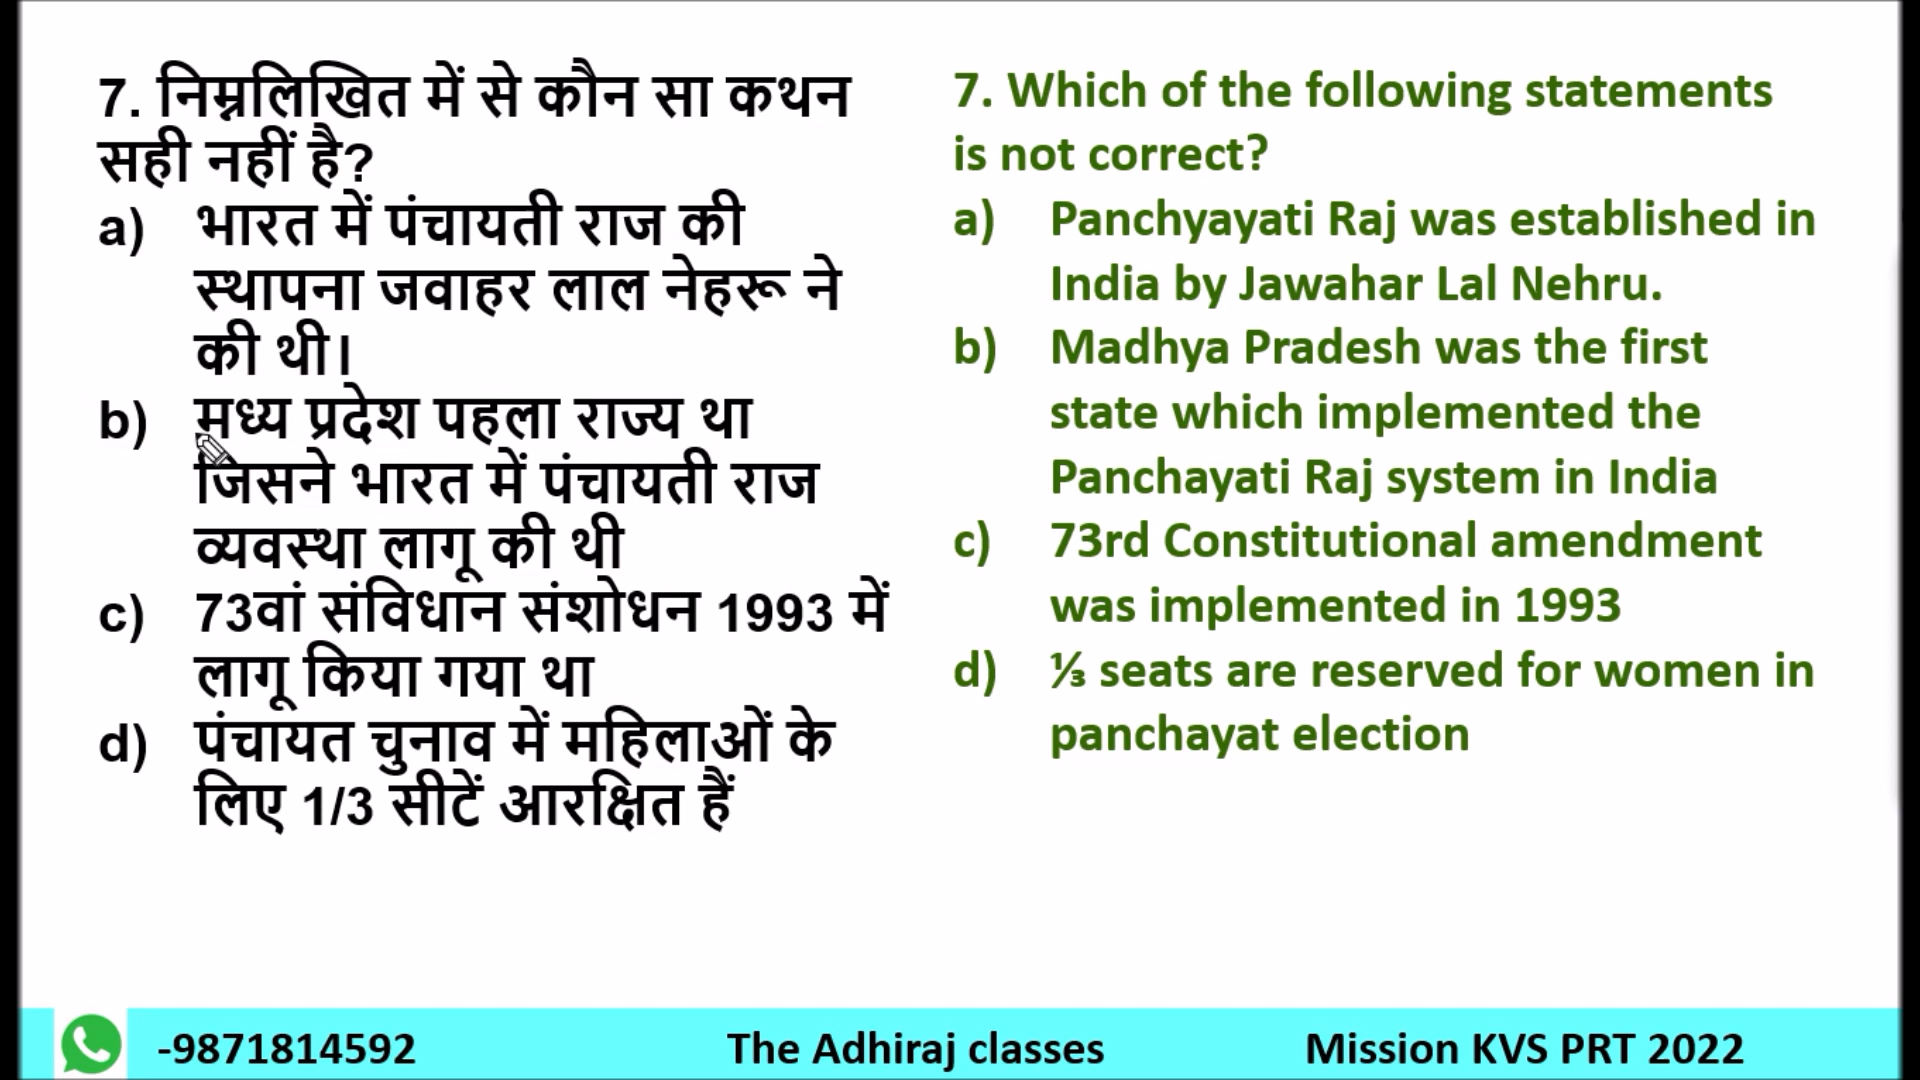 7. निम्नलिखित में से कौन सा कथन
सही नहीं है?
a) भारत में पंचायती राज की
स्थापना जवाहर लाल नेहरू ने
की थी।
b) मध्य प्रदेश पहला राज्य था
जिसने भारत में पंचायती राज
व्यवस्था लागू की थी
c) 73वां संविधान संशोधन 1993 में
लागू किया गया था
d) पंचायत चुनाव में महिलाओं के
लिए 1/3 सीटें आरक्षित हैं
7. Which of the following statements
is not correct?
a) Panchyayati Raj was established in
India by Jawahar Lal Nehru.
b) Madhya Pradesh was the first
state which implemented the
Panchayati Raj system in India
c) 73rd Constitutional amendment
was implemented in 1993
d) ⅓ seats are reserved for women in
panchayat election
-9871814592 The Adhiraj classes Mission KVS PRT 2022